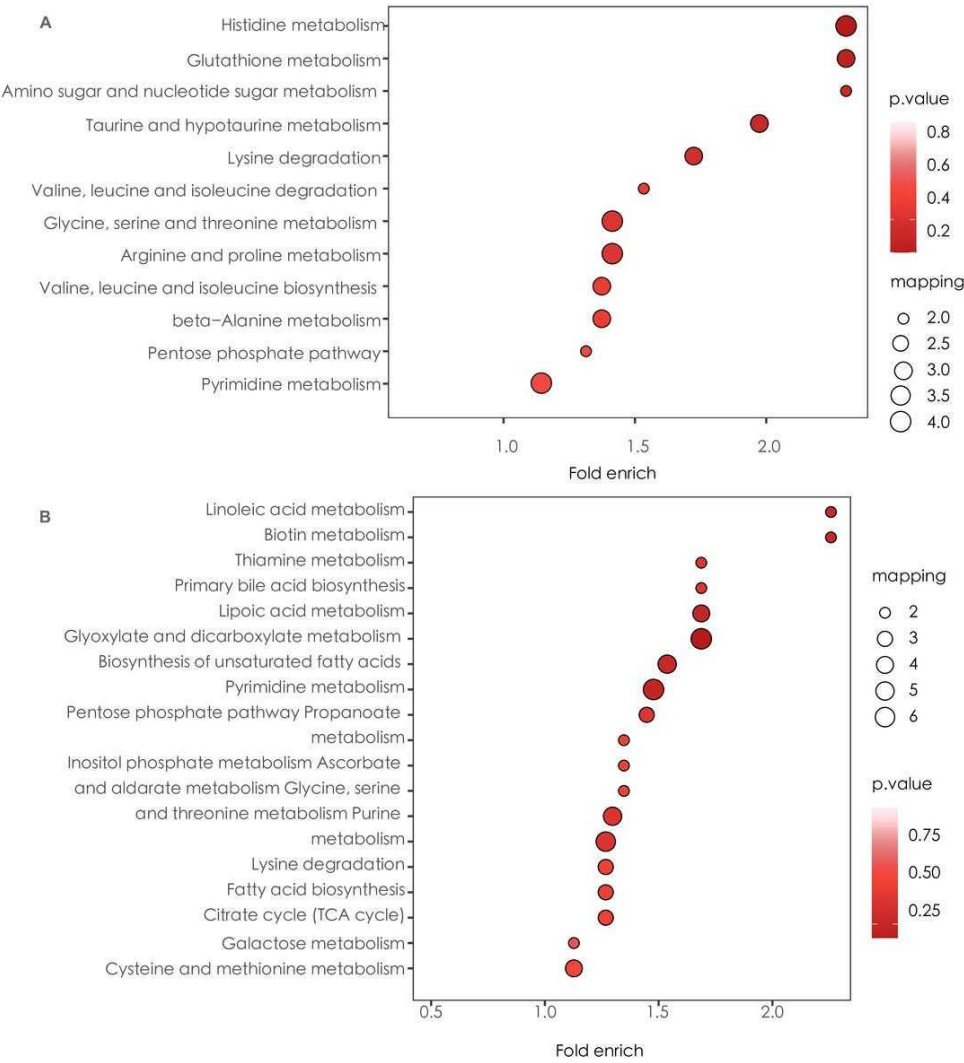 A
Histidine metabolism
Glutathione metabolism
Amino sugar and nucleotide sugar metabolism
Taurine and hypotaurine metabolism
Lysine degradation
Valine, leucine and isoleucine degradation
Glycine, serine and threonine metabolism
Arginine and proline metabolism
Valine, leucine and isoleucine biosynthesis
beta−Alanine metabolism
Pentose phosphate pathway
Pyrimidine metabolism
1.0 1.5 2.0
Fold enrich
p.value
0.8
0.6
0.4
0.2
mapping
2.0
2.5
3.0
3.5
4.0
B
Linoleic acid metabolism
Biotin metabolism
Thiamine metabolism
Primary bile acid biosynthesis
Lipoic acid metabolism
Glyoxylate and dicarboxylate metabolism
Biosynthesis of unsaturated fatty acids
Pyrimidine metabolism
Pentose phosphate pathway Propanoate
metabolism
Inositol phosphate metabolism Ascorbate
and aldarate metabolism Glycine, serine
and threonine metabolism Purine
metabolism
Lysine degradation
Fatty acid biosynthesis
Citrate cycle (TCA cycle)
Galactose metabolism
Cysteine and methionine metabolism
0.5 1.0 1.5 2.0
Fold enrich
mapping
2
3
4
5
6
p.value
0.75
0.50
0.25